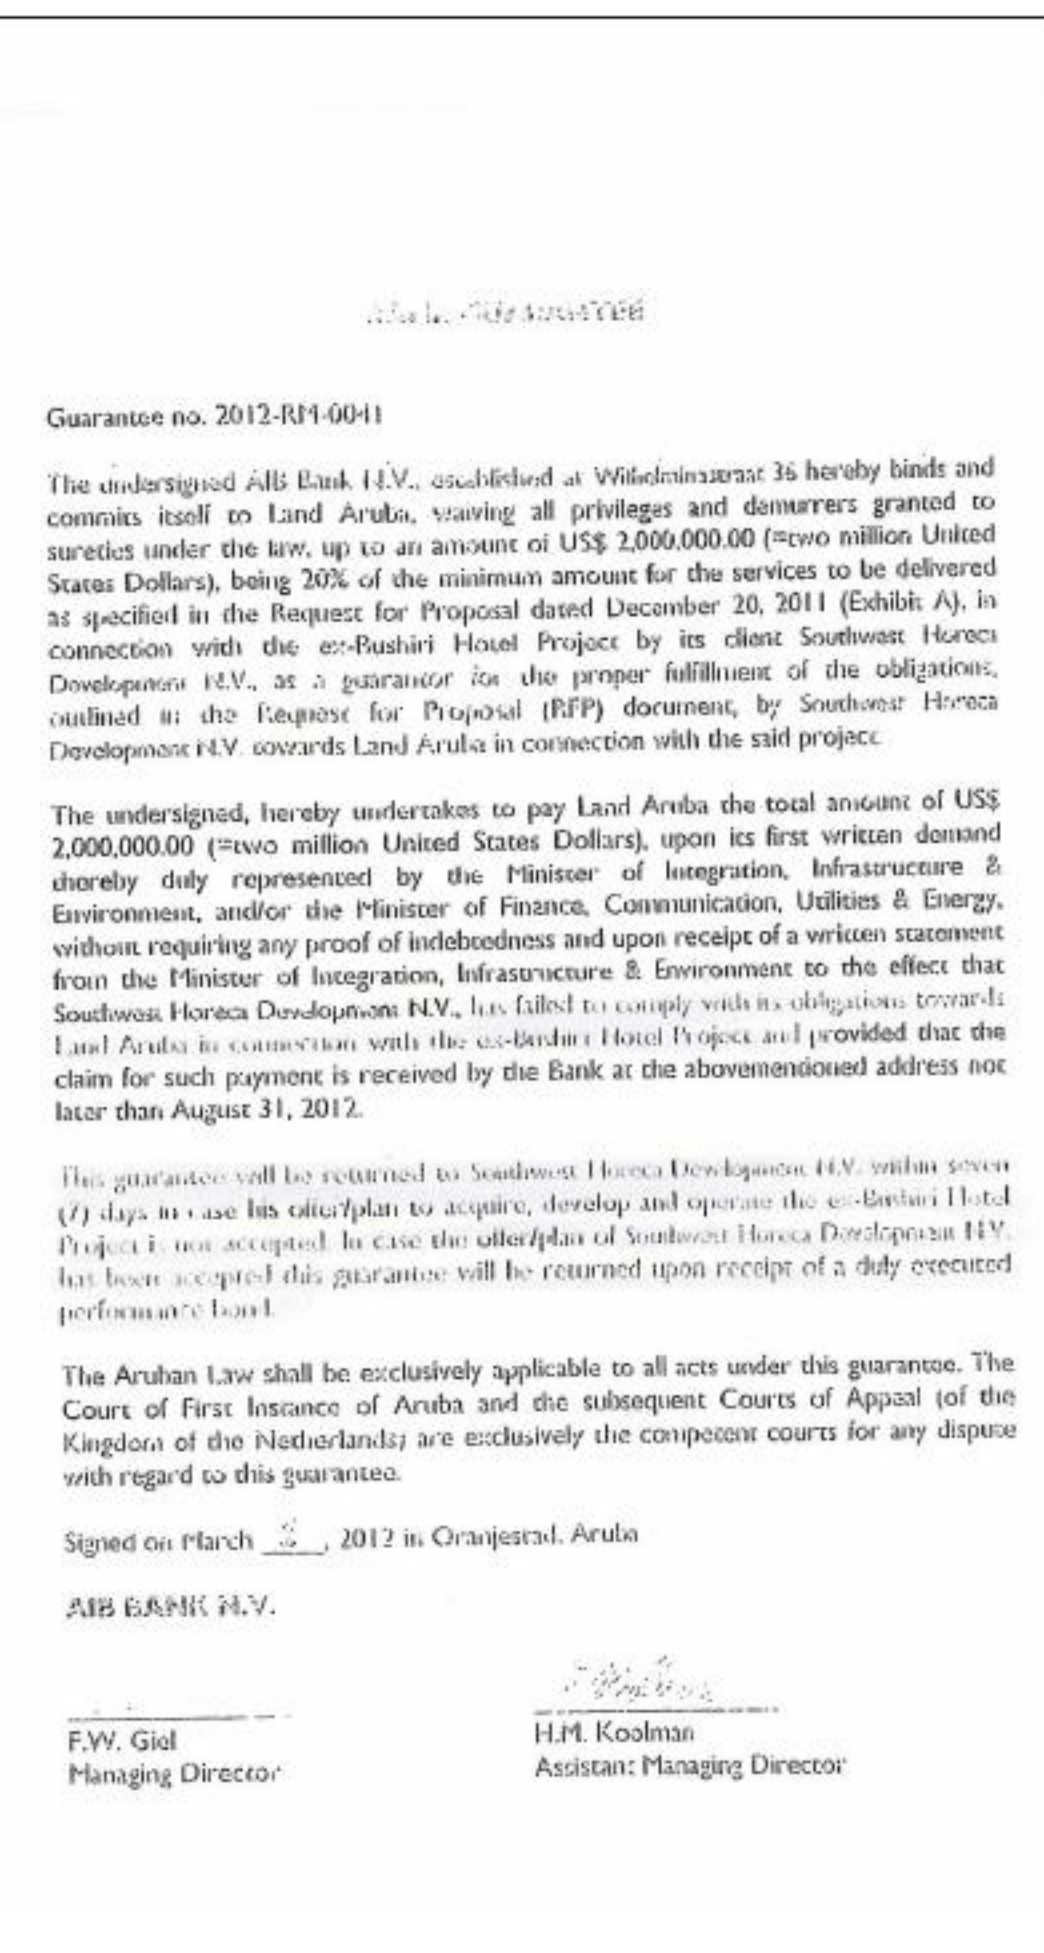 GUARANTEE
Guarantee no. 2012-RM-0041
The undersigned AIB Bank N.V., established at Wilhelminastraat 36 hereby binds and
commits itself to Land Aruba, waiving all privileges and demurrers granted to
sureties under the law, up to an amount of US$ 2,000,000.00 (=two million United
States Dollars), being 20% of the minimum amount for the services to be delivered
as specified in the Request for Proposal dated December 20, 2011 (Exhibit A), in
connection with the ex-Bushiri Hotel Project by its client Southwest Horeca
Development N.V., as a guarantor for the proper fulfillment of the obligations,
outlined in the Request for Proposal (RFP) document, by Southwest Horeca
Development N.V. towards Land Aruba in connection with the said project
The undersigned, hereby undertakes to pay Land Aruba the total amount of US$
2,000,000.00 (=two million United States Dollars), upon its first written demand
thereby duly represented by the Minister of Integration, Infrastructure &
Environment, and/or the Minister of Finance, Communication, Utilities & Energy,
without requiring any proof of indebtedness and upon receipt of a written statement
from the Minister of Integration, Infrastructure & Environment to the effect that
Southwest Horeca Development N.V., has failed to comply with its obligations towards
Land Aruba in connection with the ex-Bushiri Hotel Project and provided that the
claim for such payment is received by the Bank at the abovementioned address not
later than August 31, 2012.
This guarantee will be returned to Southwest Horeca Development N.V. within seven
(7) days in case his offer/plan to acquire, develop and operate the ex-Bushiri Hotel
Project is not accepted. In case the offer/plan of Southwest Horeca Development N.V.
has been accepted this guarantee will be returned upon receipt of a duly executed
performance bond.
The Aruban Law shall be exclusively applicable to all acts under this guarantee. The
Court of First Instance of Aruba and the subsequent Courts of Appeal (of the
Kingdom of the Netherlands) are exclusively the competent courts for any dispute
with regard to this guarantee.
Signed on March , 2012 in Oranjestad, Aruba
AIB BANK N.V.
F.W. Giel
Managing Director
H.M. Koolman
Assistant Managing Director